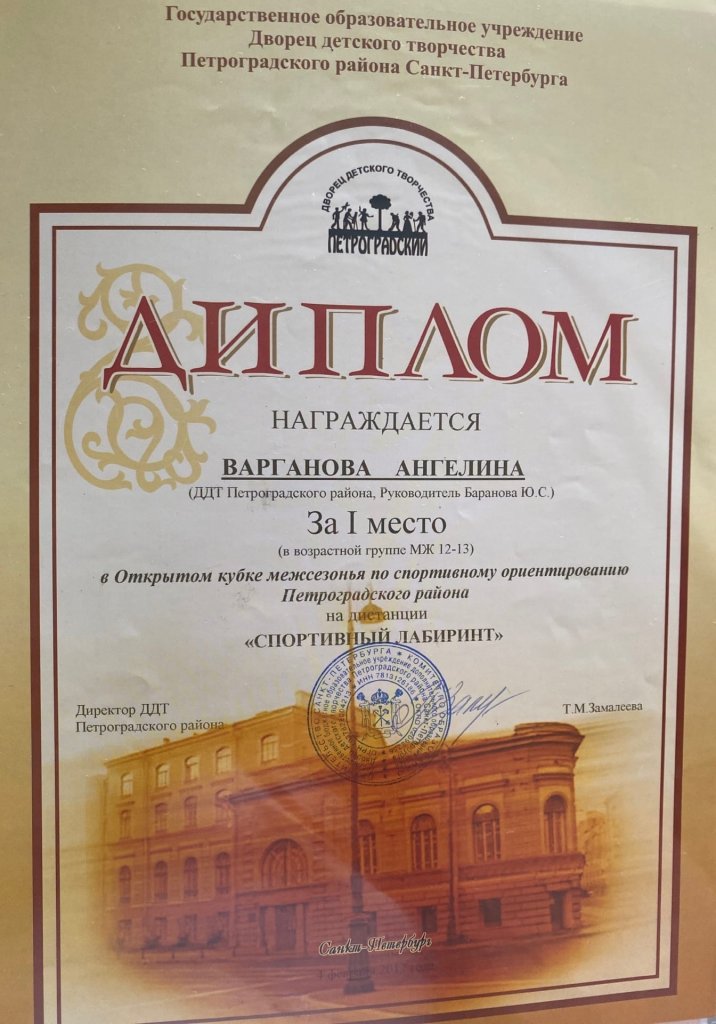 Государственное образовательное учреждение
Дворец детского творчества
Петроградского района Санкт-Петербурга
ДВОРЕЦ ДЕТСКОГО ТВОРЧЕСТВА
ПЕТРОГРАДСКИЙ
ДИПЛОМ
НАГРАЖДАЕТСЯ
ВАРГАНОВА АНГЕЛИНА
(ДДТ Петроградского района, Руководитель Баранова Ю.С.)
За I место
(в возрастной группе МЖ 12-13)
в Открытом кубке межсезонья по спортивному ориентированию
Петроградского района
на дистанции
«СПОРТИВНЫЙ ЛАБИРИНТ»
Директор ДДТ
Петроградского района
Т.М.Замалеева
Санкт-Петербург